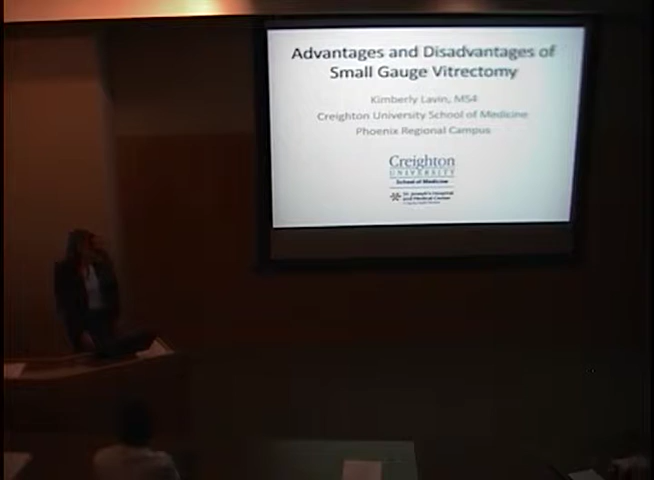 Advantages and Disadvantages of
Small Gauge Vitrectomy
Kimberly Lavin, MS4
Creighton University School of Medicine
Phoenix Regional Campus
Creighton
UNIVERSITY
School of Medicine
St. Joseph's Hospital
and Medical Center